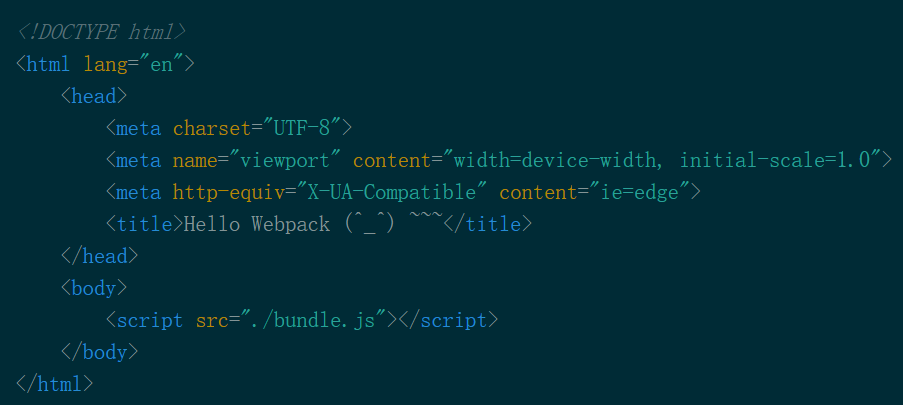 <!DOCTYPE html>
<html lang="en">
    <head>
        <meta charset="UTF-8">
        <meta name="viewport" content="width=device-width, initial-scale=1.0">
        <meta http-equiv="X-UA-Compatible" content="ie=edge">
        <title>Hello Webpack (^_^) ~~~</title>
    </head>
    <body>
        <script src="./bundle.js"></script>
    </body>
</html>